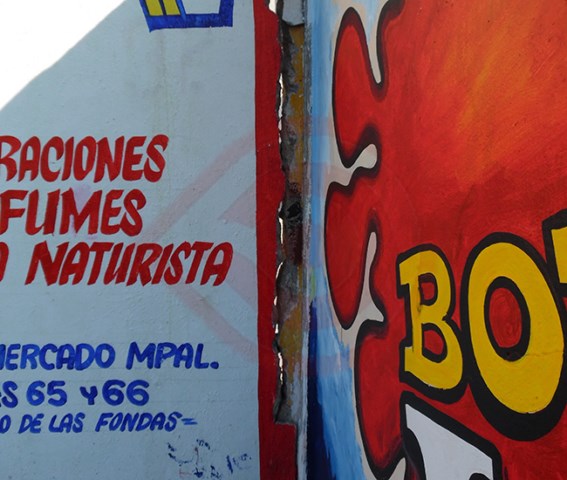 RACIONES
FUMES
A NATURISTA
MERCADO MPAL.
S 65 Y 66
O DE LAS FONDAS=
BO